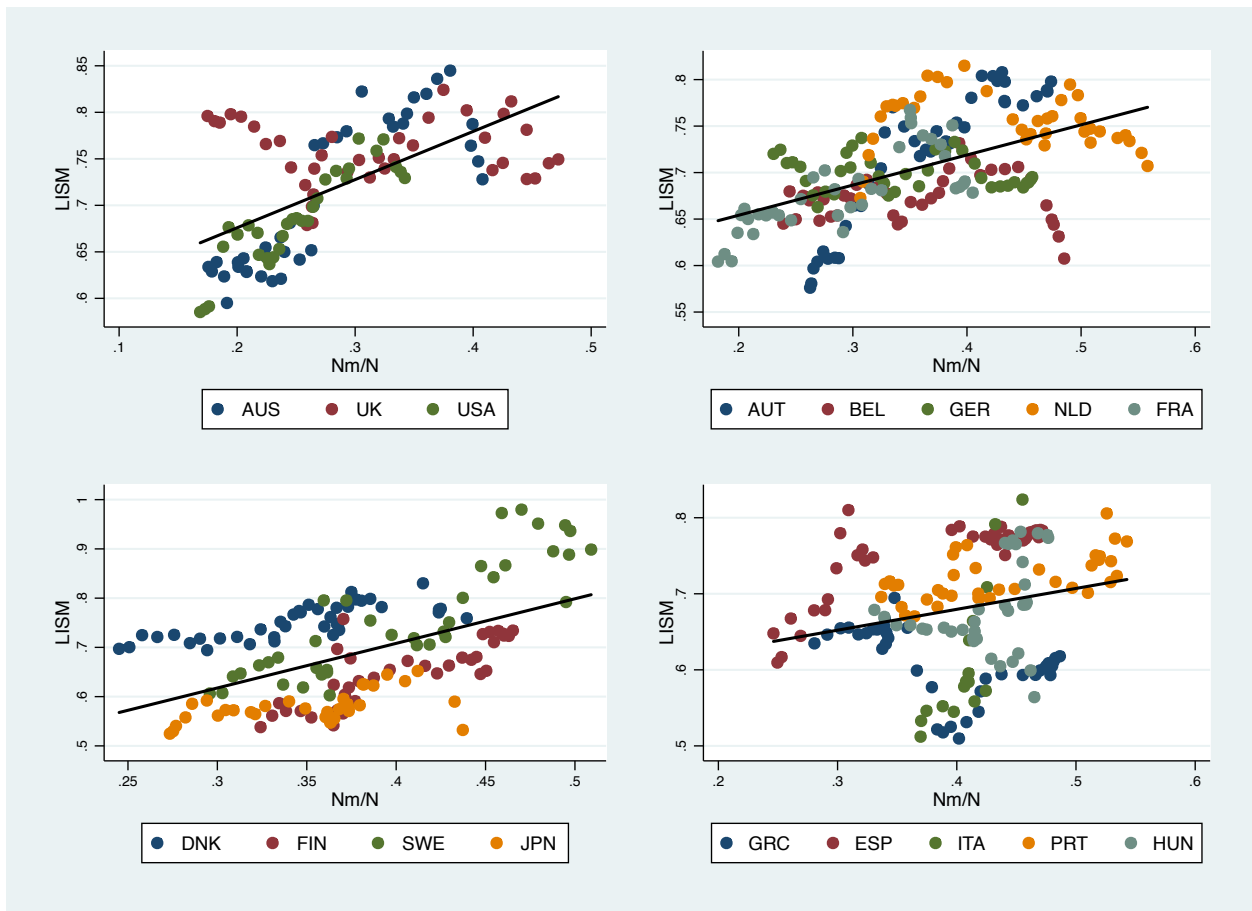 .85
.8
.75
.7
.65
.6
LISM
.1 .2 .3 .4 .5
Nm/N
AUS UK USA
.8
.75
.7
.65
.6
.55
LISM
.2 .3 .4 .5 .6
Nm/N
AUT BEL GER NLD FRA
1
.9
.8
.7
.6
.5
LISM
.25 .3 .35 .4 .45 .5
Nm/N
DNK FIN SWE JPN
.8
.7
.6
.5
LISM
.2 .3 .4 .5 .6
Nm/N
GRC ESP ITA PRT HUN